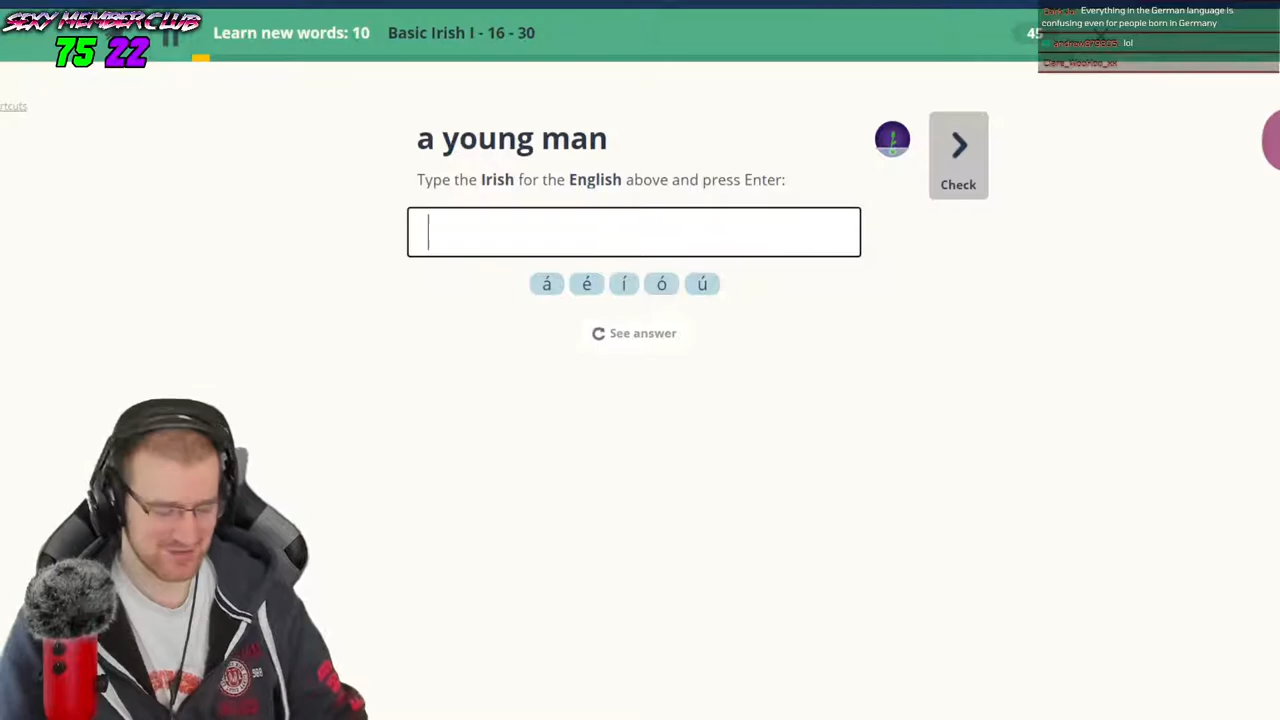 SEXY MEMBER CLUB
75 22
Learn new words: 10 Basic Irish I - 16 - 30
45
Everything in the German language is
confusing even for people born in Germany
lol
Clare_WooHoo_xx
rtcuts
a young man
Check
Type the Irish for the English above and press Enter:
á é í ó ú
See answer